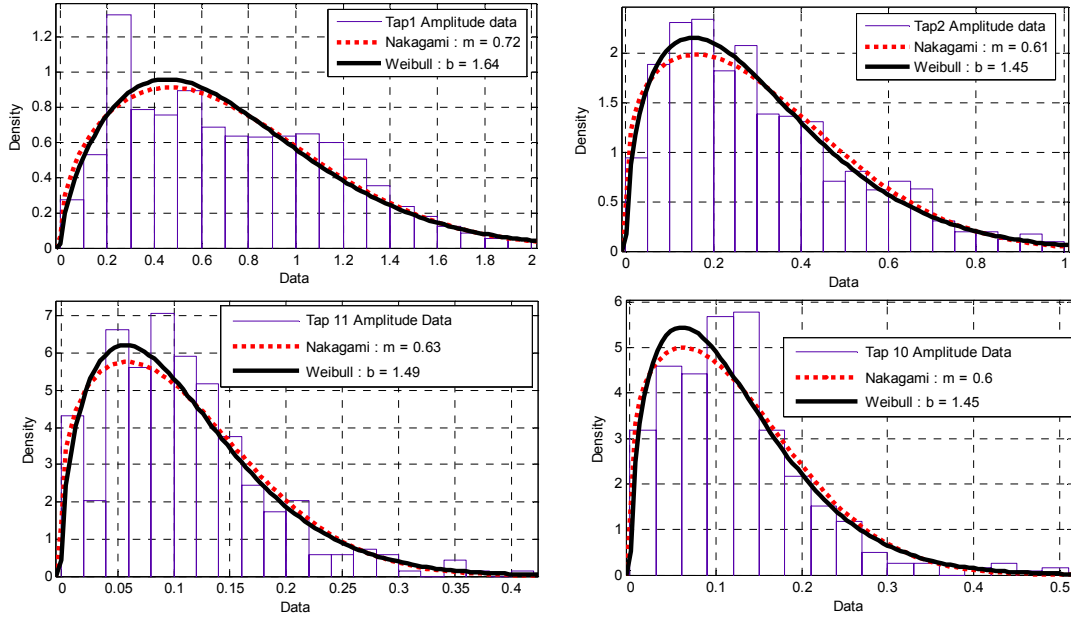 Tap1 Amplitude data
Nakagami : m = 0.72
Weibull : b = 1.64
1.2
1
0.8
0.6
0.4
0.2
0
Density
0 0.2 0.4 0.6 0.8 1 1.2 1.4 1.6 1.8 2
Data
Tap2 Amplitude data
Nakagami : m = 0.61
Weibull : b = 1.45
2
1.5
1
0.5
0
Density
0 0.2 0.4 0.6 0.8 1
Data
Tap 11 Amplitude Data
Nakagami : m = 0.63
Weibull : b = 1.49
7
6
5
4
3
2
1
0
Density
0 0.05 0.1 0.15 0.2 0.25 0.3 0.35 0.4
Data
Tap 10 Amplitude Data
Nakagami : m = 0.6
Weibull : b = 1.45
6
5
4
3
2
1
0
Density
0 0.1 0.2 0.3 0.4 0.5
Data